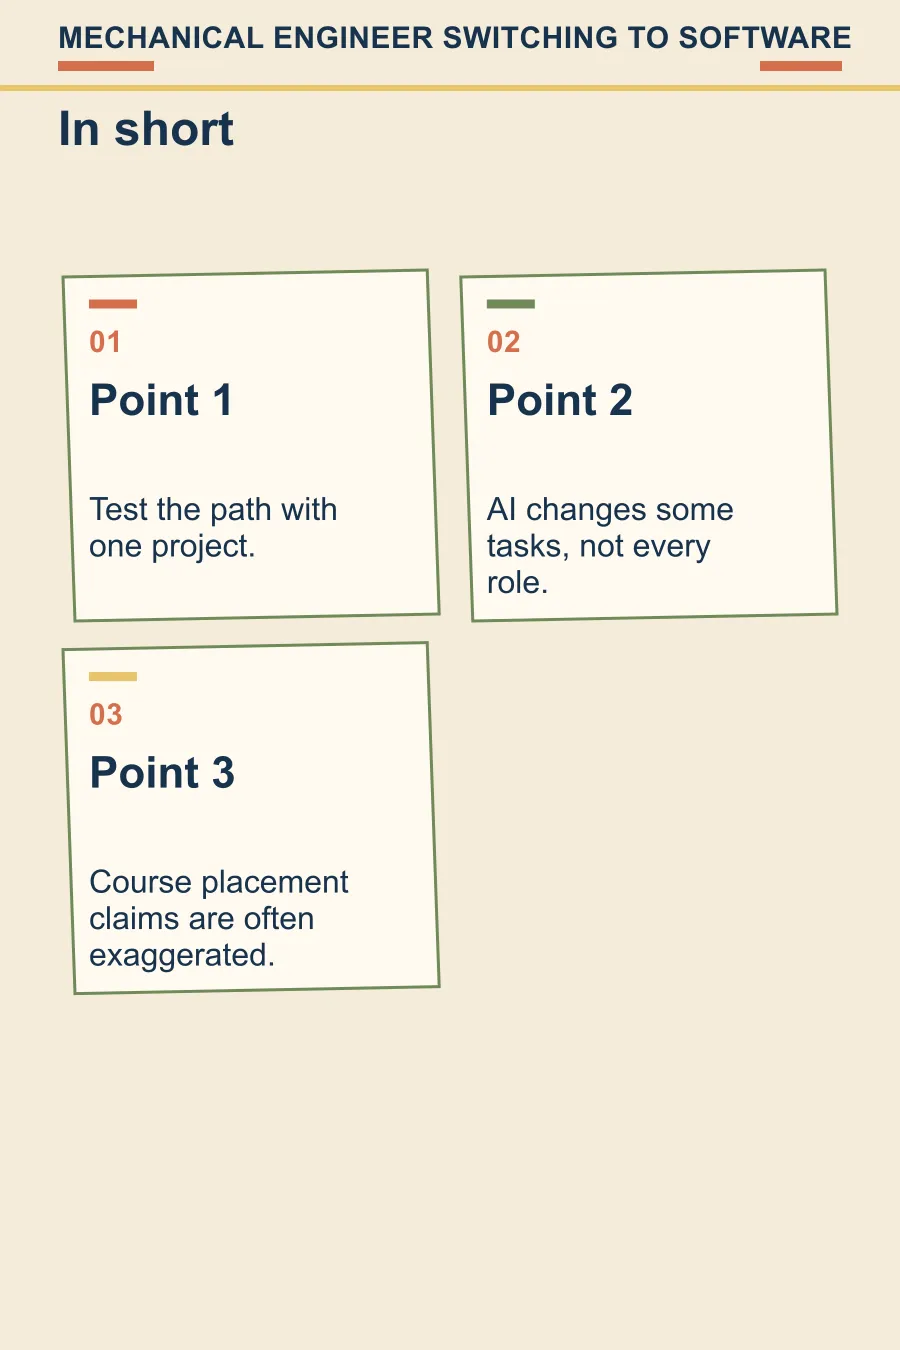 MECHANICAL ENGINEER SWITCHING TO SOFTWARE
In short
01
Point 1
Test the path with
one project.
02
Point 2
AI changes some
tasks, not every
role.
03
Point 3
Course placement
claims are often
exaggerated.